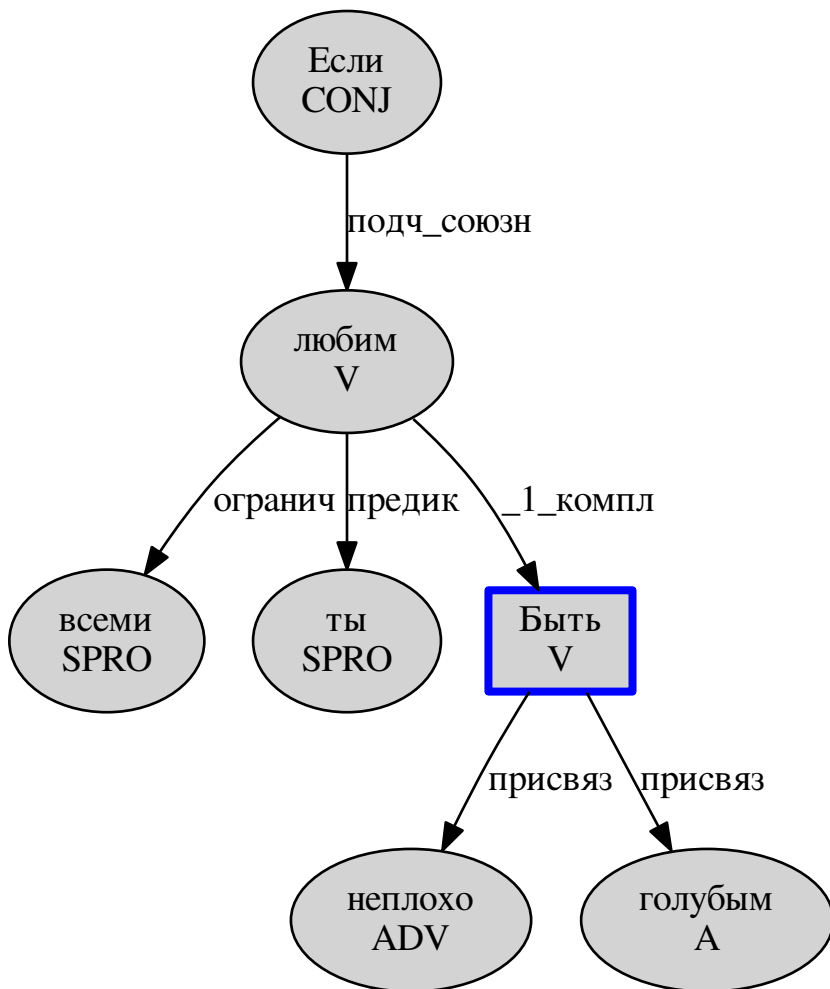 Если
CONJ
подч_союзн
любим
V
огранич
предик
_1_компл
всеми
SPRO
ты
SPRO
Быть
V
присвяз
присвяз
неплохо
ADV
голубым
A